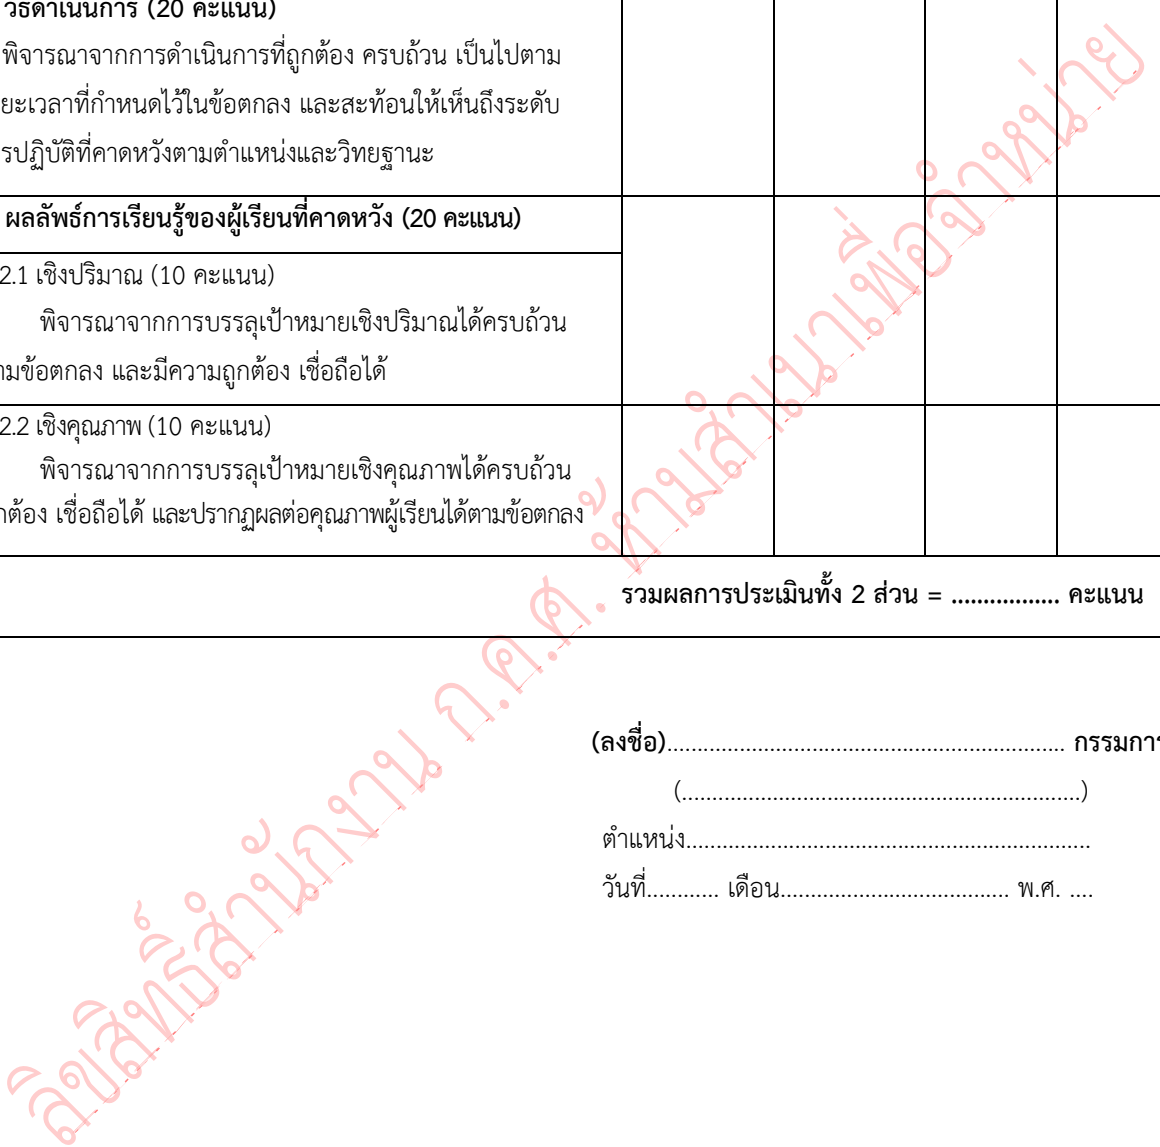 วิธีดำเนินการ (20 คะแนน)
พิจารณาจากการดำเนินการที่ถูกต้อง ครบถ้วน เป็นไปตาม
ยะเวลาที่กำหนดไว้ในข้อตกลง และสะท้อนให้เห็นถึงระดับ
รปฏิบัติที่คาดหวังตามตำแหน่งและวิทยฐานะ
ผลลัพธ์การเรียนรู้ของผู้เรียนที่คาดหวัง (20 คะแนน)
2.1 เชิงปริมาณ (10 คะแนน)
พิจารณาจากการบรรลุเป้าหมายเชิงปริมาณได้ครบถ้วน
ามข้อตกลง และมีความถูกต้อง เชื่อถือได้
2.2 เชิงคุณภาพ (10 คะแนน)
พิจารณาจากการบรรลุเป้าหมายเชิงคุณภาพได้ครบถ้วน
กต้อง เชื่อถือได้ และปรากฏผลต่อคุณภาพผู้เรียนได้ตามข้อตกลง
รวมผลการประเมินทั้ง 2 ส่วน = ................. คะแนน
(ลงชื่อ).................................................................. กรรมการ
(..................................................................)
ตำแหน่ง...................................................................
วันที่............ เดือน...................................... พ.ศ. ....
ลิขสิทธิ์สำนักงาน ก.ค.ศ. ห้ามสำเนาเพื่อจำหน่าย